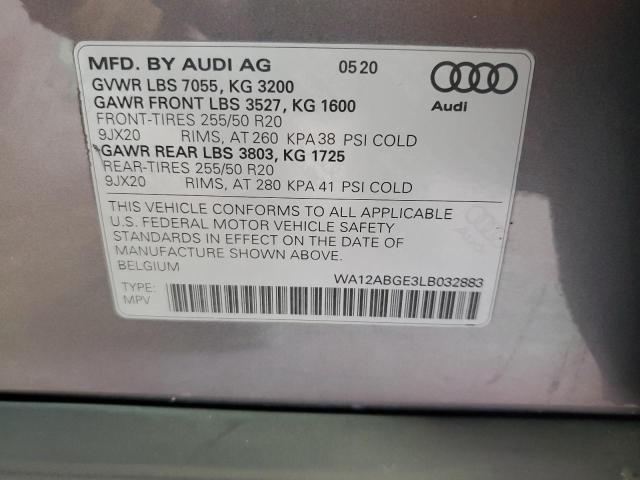 MFD. BY AUDI AG 05 20
GVWR LBS 7055, KG 3200
GAWR FRONT LBS 3527, KG 1600
Audi
FRONT-TIRES 255/50 R20
9JX20 RIMS, AT 260 KPA 38 PSI COLD
GAWR REAR LBS 3803, KG 1725
REAR-TIRES 255/50 R20
9JX20 RIMS, AT 280 KPA 41 PSI COLD
THIS VEHICLE CONFORMS TO ALL APPLICABLE
U.S. FEDERAL MOTOR VEHICLE SAFETY
STANDARDS IN EFFECT ON THE DATE OF
MANUFACTURE SHOWN ABOVE.
BELGIUM
WA12ABGE3LB032883
TYPE:
MPV